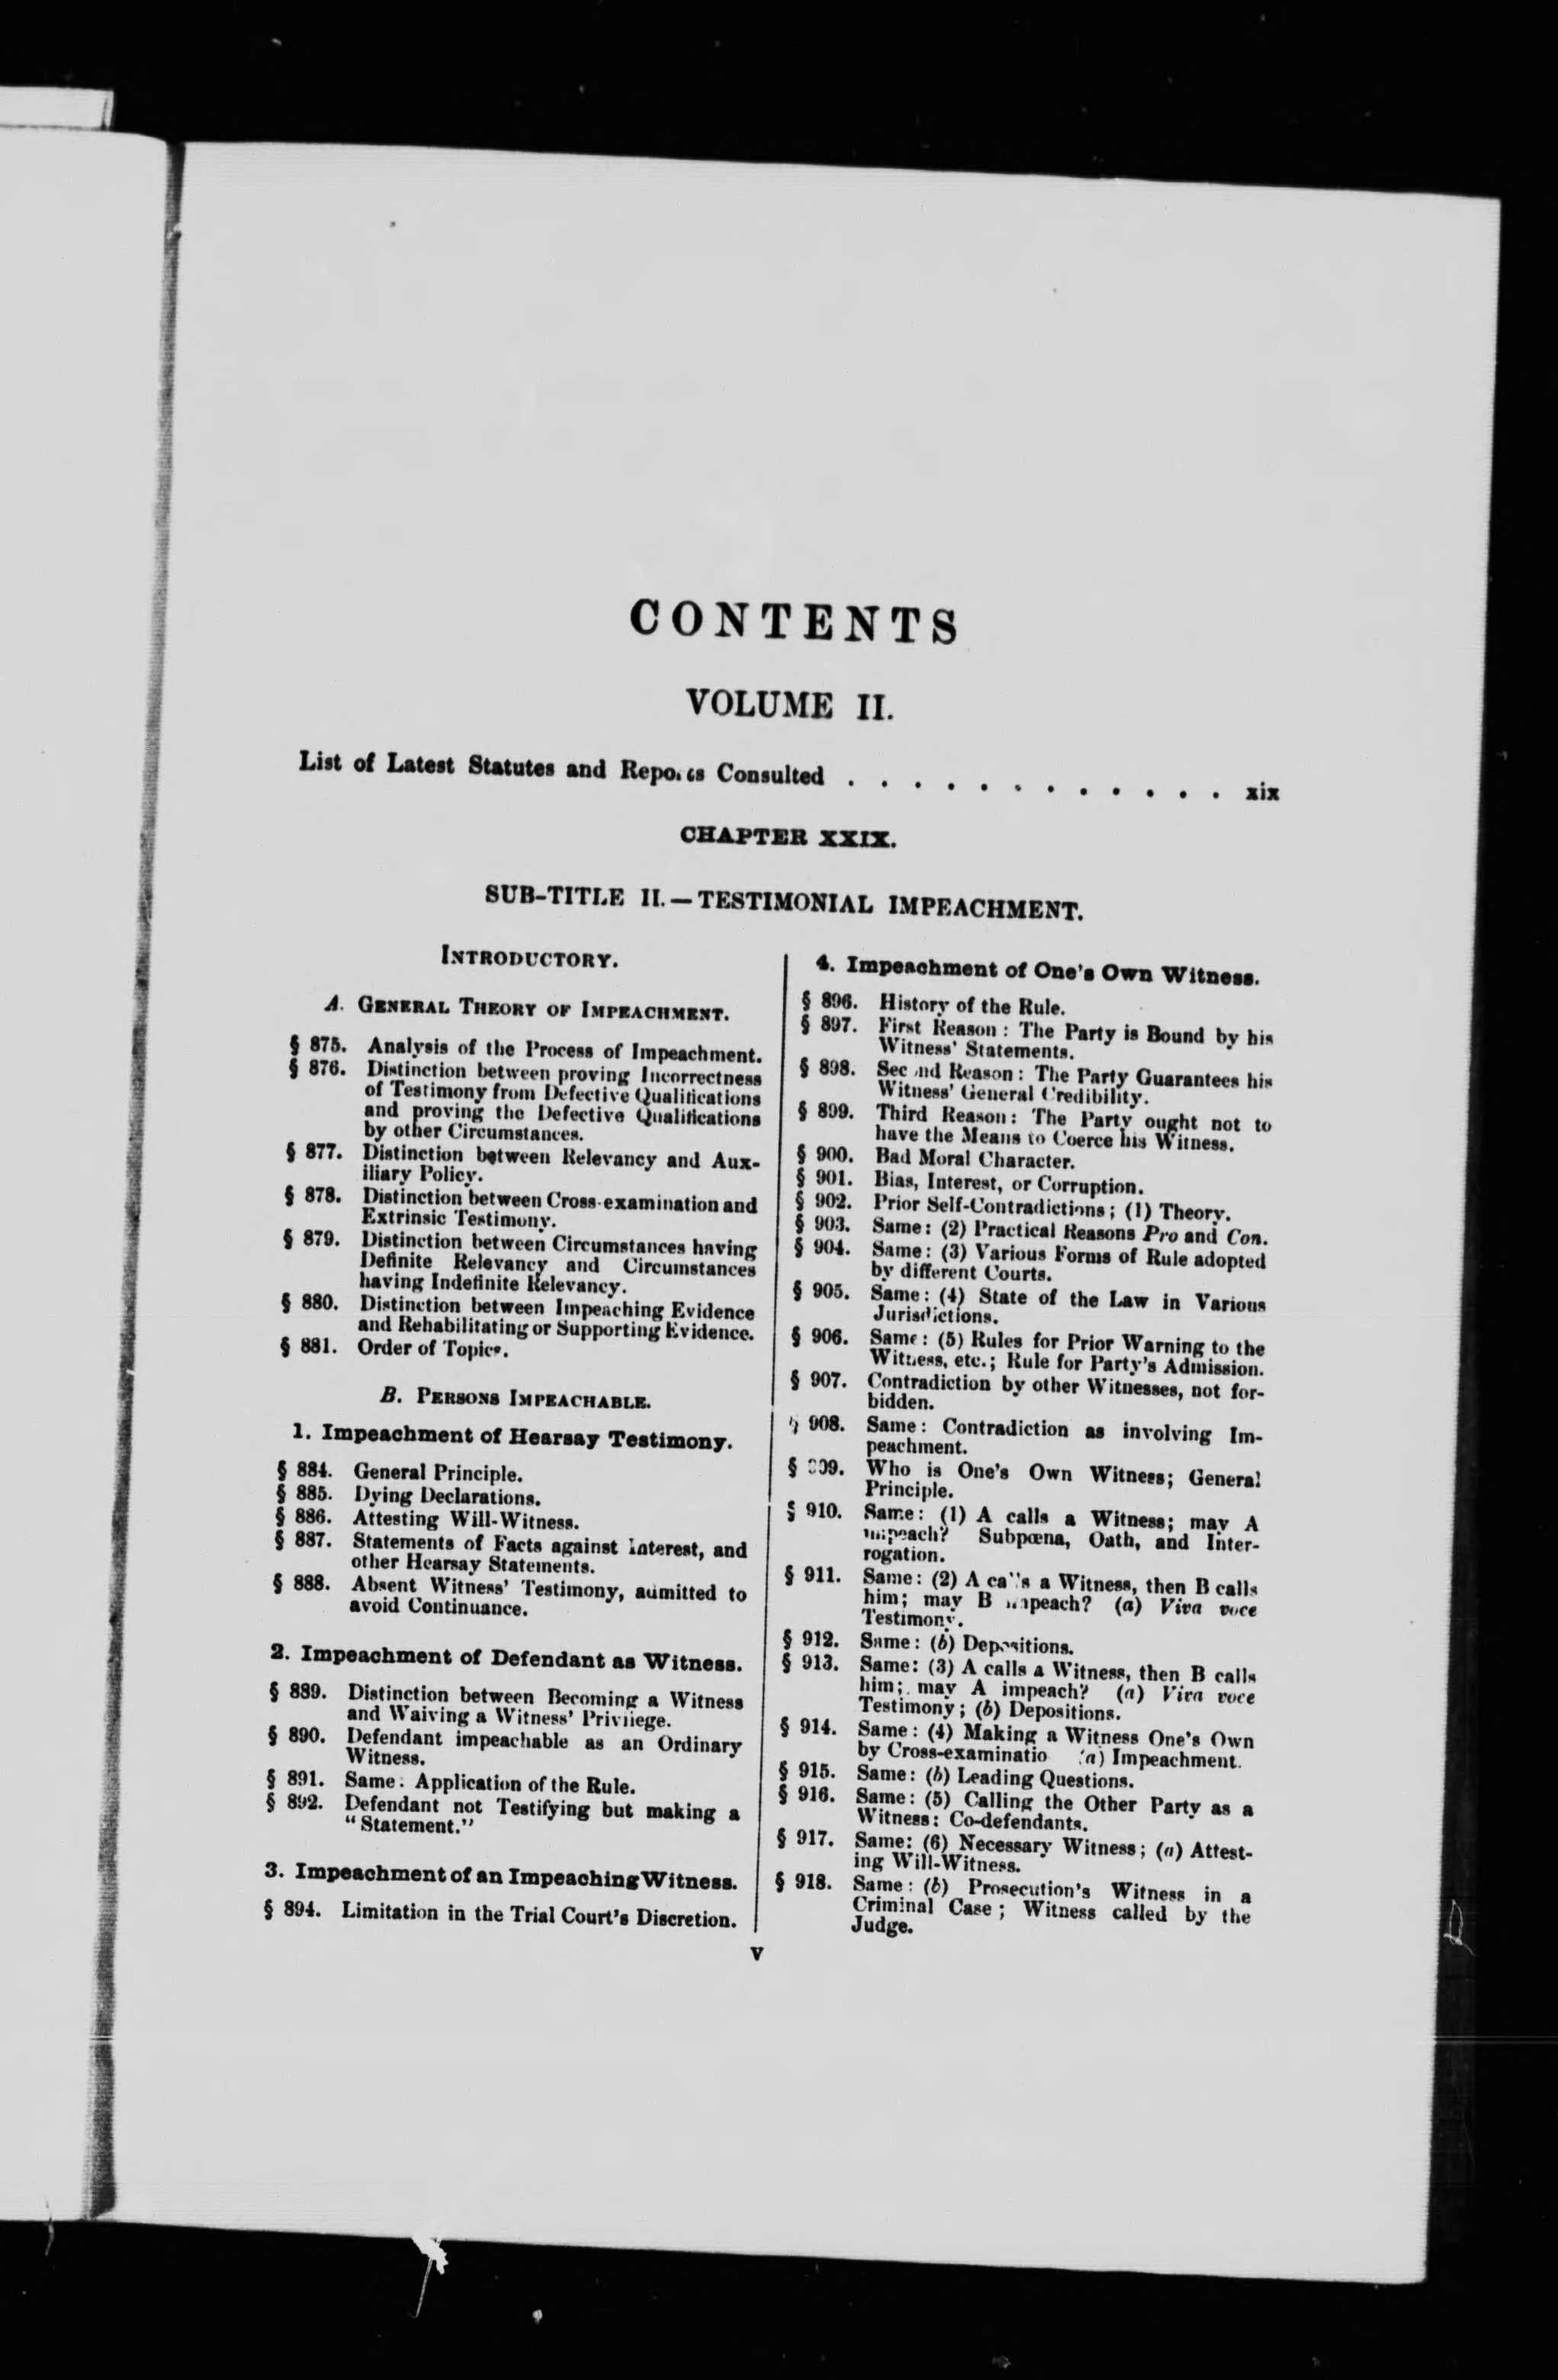 CONTENTS
VOLUME II.
List of Latest Statutes and Consulted . . . . . . . . . . . . xix
CHAPTER XXIX.
SUB-TITLE II. — TESTIMONIAL IMPEACHMENT.
INTRODUCTORY.
A. GENERAL THEORY OF IMPEACHMENT.
§ 875. Analysis of the Process of Impeachment.
§ 876. Distinction between proving Incorrectness
of Testimony from Defective Qualifications
and proving the Defective Qualifications
by other Circumstances.
§ 877. Distinction between Relevancy and Aux-
iliary Policy.
§ 878. Distinction between Cross-examination and
Extrinsic Testimony.
§ 879. Distinction between Circumstances having
Definite Relevancy and Circumstances
having Indefinite Relevancy.
§ 880. Distinction between Impeaching Evidence
and Rehabilitating or Supporting Evidence.
§ 881. Order of Topics.
B. PERSONS IMPEACHABLE.
1. Impeachment of Hearsay Testimony.
§ 884. General Principle.
§ 885. Dying Declarations.
§ 886. Attesting Will-Witness.
§ 887. Statements of Facts against Interest, and
other Hearsay Statements.
§ 888. Absent Witness' Testimony, admitted to
avoid Continuance.
2. Impeachment of Defendant as Witness.
§ 889. Distinction between Becoming a Witness
and Waiving a Witness' Privilege.
§ 890. Defendant impeachable as an Ordinary
Witness.
§ 891. Same: Application of the Rule.
§ 892. Defendant not Testifying but making a
"Statement."
3. Impeachment of an Impeaching Witness.
§ 894. Limitation in the Trial Court's Discretion.
4. Impeachment of One's Own Witness.
§ 896. History of the Rule.
§ 897. First Reason: The Party is Bound by his
Witness' Statements.
§ 898. Second Reason: The Party Guarantees his
Witness' General Credibility.
§ 899. Third Reason: The Party ought not to
have the Means to Coerce his Witness.
§ 900. Bad Moral Character.
§ 901. Bias, Interest, or Corruption.
§ 902. Prior Self-Contradictions; (1) Theory.
§ 903. Same: (2) Practical Reasons Pro and Con.
§ 904. Same: (3) Various Forms of Rule adopted
by different Courts.
§ 905. Same: (4) State of the Law in Various
Jurisdictions.
§ 906. Same: (5) Rules for Prior Warning to the
Witness, etc.; Rule for Party's Admission.
§ 907. Contradiction by other Witnesses, not for-
bidden.
908. Same: Contradiction as involving Im-
peachment.
§ Who is One's Own Witness; General
Principle.
§ 910. Same: (1) A calls a Witness; may A
Subpœna, Oath, and Inter-
rogation.
§ 911. Same: (2) A calls a Witness, then B calls
him; may B impeach? (a) Viva voce
Testimony.
§ 912. Same: (b) Depositions.
§ 913. Same: (3) A calls a Witness, then B calls
him; may A impeach? (a) Viva voce
Testimony; (b) Depositions.
§ 914. Same: (4) Making a Witness One's Own
by (a) Impeachment.
§ 915. Same: (b) Leading Questions.
§ 916. Same: (5) Calling the Other Party as a
Witness: Co-defendants.
§ 917. Same: (6) Necessary Witness; (a) Attest-
ing Will-Witness.
§ 918. Same: (b) Prosecution's Witness in a
Criminal Case; Witness called by the
Judge.
v